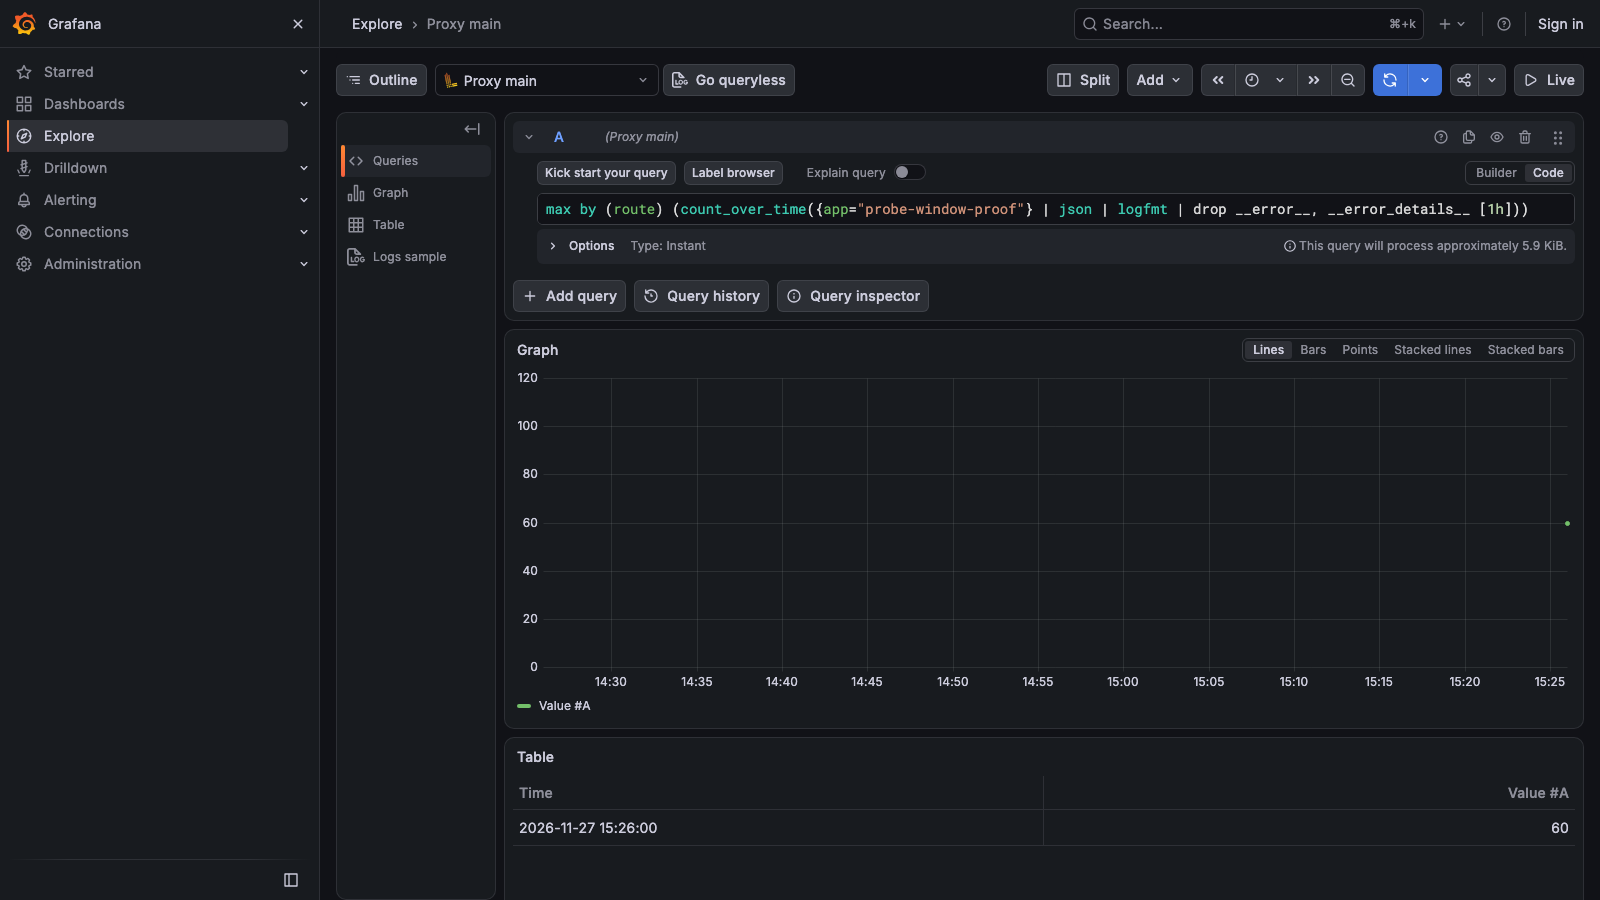 Grafana
Explore › Proxy main
Search...
⌘+k
Sign in
Starred
Dashboards
Explore
Drilldown
Alerting
Connections
Administration
Outline
Proxy main
Go queryless
Split
Add
Live
Queries
Graph
Table
Logs sample
A
(Proxy main)
Kick start your query
Label browser
Explain query
Builder
Code
max by (route) (count_over_time({app="probe-window-proof"} | json | logfmt | drop __error__, __error_details__ [1h]))
Options
Type: Instant
This query will process approximately 5.9 KiB.
Add query
Query history
Query inspector
Graph
Lines
Bars
Points
Stacked lines
Stacked bars
120
100
80
60
40
20
0
14:30
14:35
14:40
14:45
14:50
14:55
15:00
15:05
15:10
15:15
15:20
15:25
Value #A
Table
Time
Value #A
2026-11-27 15:26:00
60